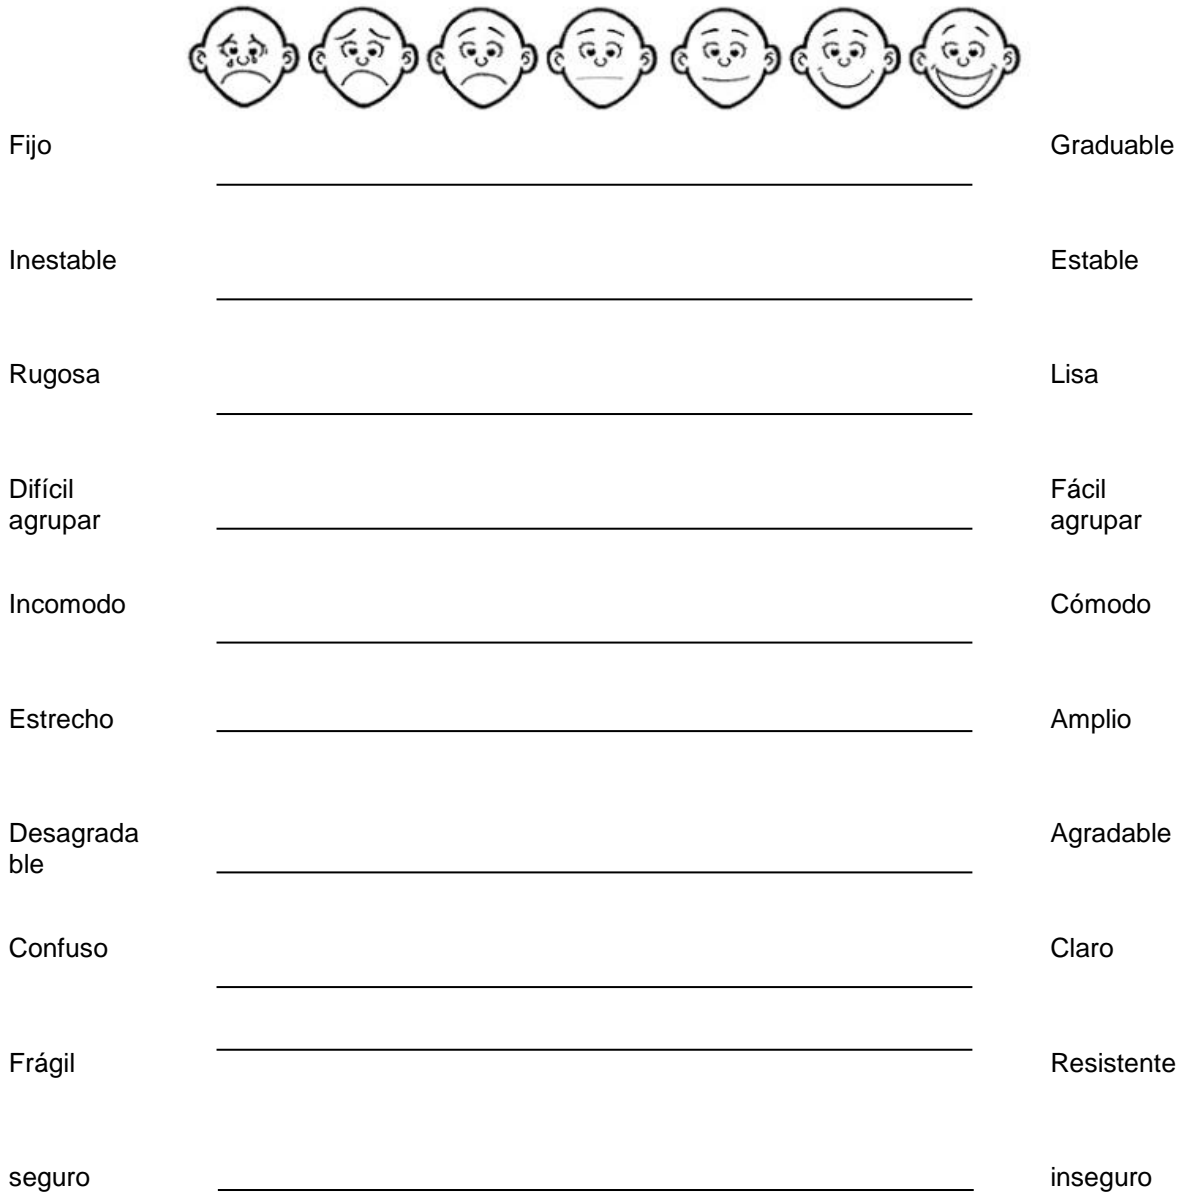 Fijo Graduable
Inestable Estable
Rugosa Lisa
Difícil Fácil
agrupar agrupar
Incomodo Cómodo
Estrecho Amplio
Desagrada Agradable
ble
Confuso Claro
Frágil Resistente
seguro inseguro